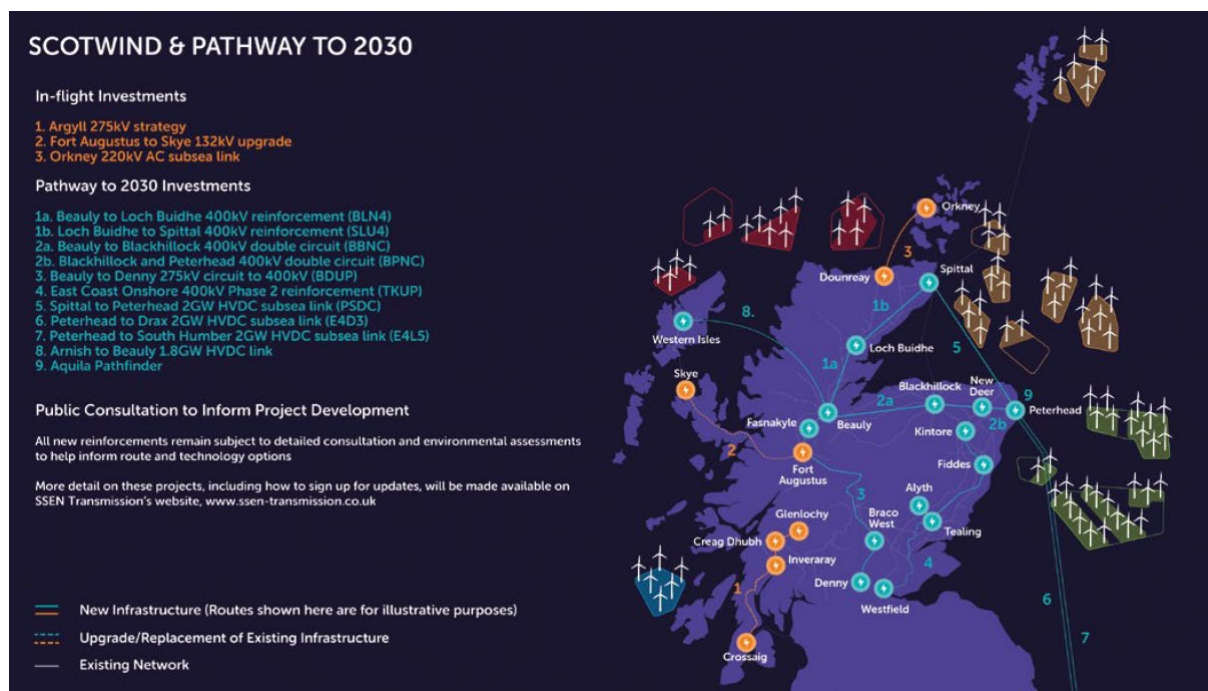 SCOTWIND & PATHWAY TO 2030
In-flight Investments
1. Argyll 275kV strategy
2. Fort Augustus to Skye 132kV upgrade
3. Orkney 220kV AC subsea link
Pathway to 2030 Investments
1a. Beauly to Loch Buidhe 400kV reinforcement (BLN4)
1b. Loch Buidhe to Spittal 400kV reinforcement (SLU4)
2a. Beauly to Blackhillock 400kV double circuit (BBNC)
2b. Blackhillock and Peterhead 400kV double circuit (BPNC)
3. Beauly to Denny 275kV circuit to 400kV (BDUP)
4. East Coast Onshore 400kV Phase 2 reinforcement (TKUP)
5. Spittal to Peterhead 2GW HVDC subsea link (PSDC)
6. Peterhead to Drax 2GW HVDC subsea link (E4D3)
7. Peterhead to South Humber 2GW HVDC subsea link (E4L5)
8. Arnish to Beauly 1.8GW HVDC link
9. Aquila Pathfinder
Public Consultation to Inform Project Development
All new reinforcements remain subject to detailed consultation and environmental assessments
to help inform route and technology options
More detail on these projects, including how to sign up for updates, will be made available on
SSEN Transmission's website, www.ssen-transmission.co.uk
New Infrastructure (Routes shown here are for illustrative purposes)
Upgrade/Replacement of Existing Infrastructure
Existing Network
Orkney
3
Dounreay
Spittal
1b
8.
Western Isles
Loch Buidhe
5
1a
Skye
Blackhillock
New
Deer
9
2a
Peterhead
Fasnakyle
Beauly
2b
Kintore
2
Fort
Augustus
Fiddes
3
Alyth
Braco
West
Glenlochy
Tealing
Creag Dhubh
Inveraray
4
1
Denny
Westfield
6
7
Crossaig